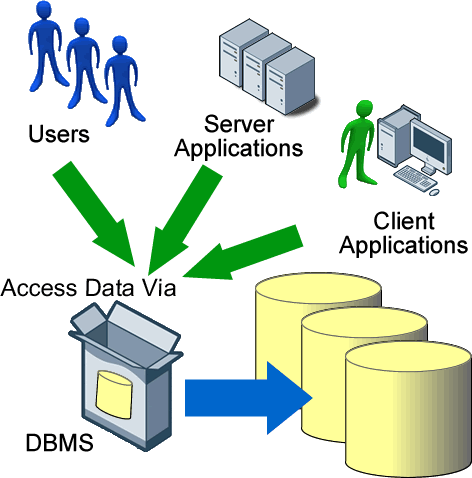 Users
Server
Applications
Client
Applications
Access Data Via
DBMS